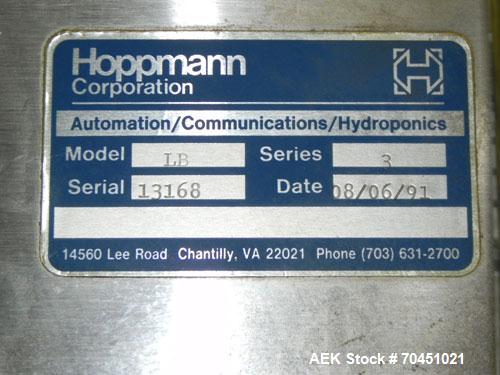 Hoppmann
Corporation
Automation/Communications/Hydroponics
Model LB Series 3
Serial 13168 Date 08/06/91
14560 Lee Road Chantilly, VA 22021 Phone (703) 631-2700
AEK Stock # 70451021